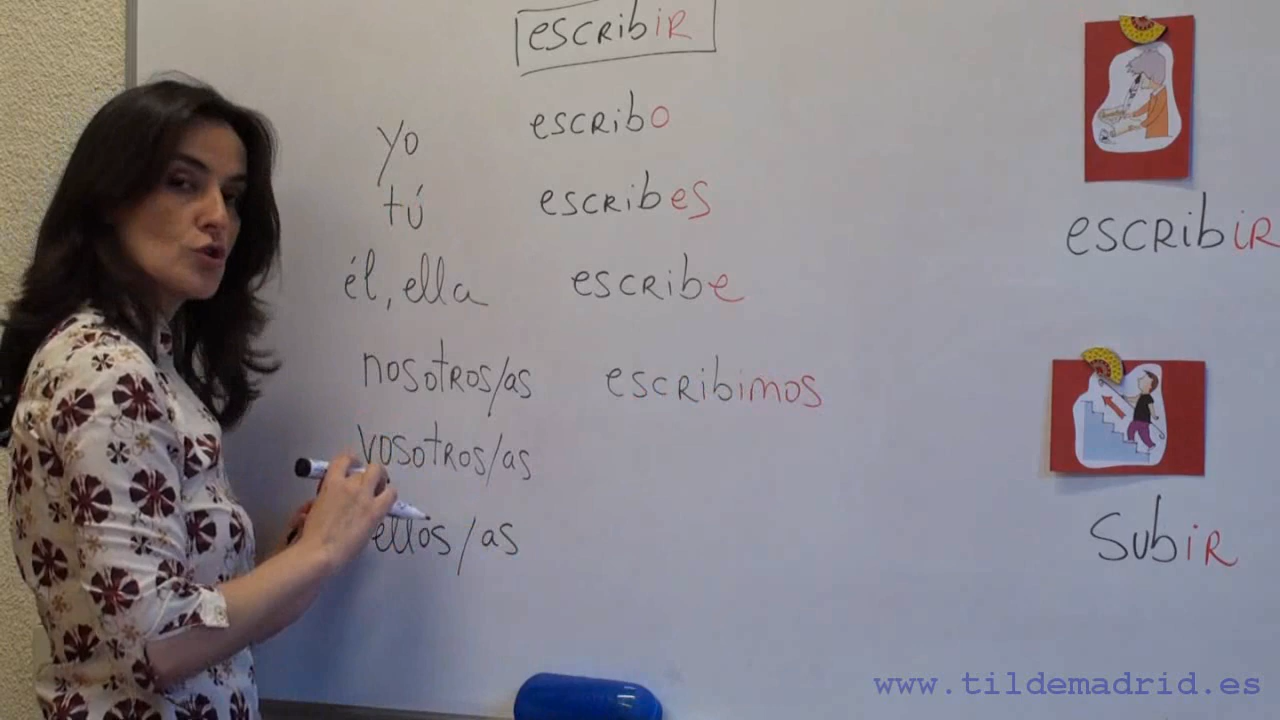 escribir
yo escribo
tú escribes
él, ella escribe
nosotros/as escribimos
vosotros/as
ellos/as
escribir
subir
www.tildemadrid.es